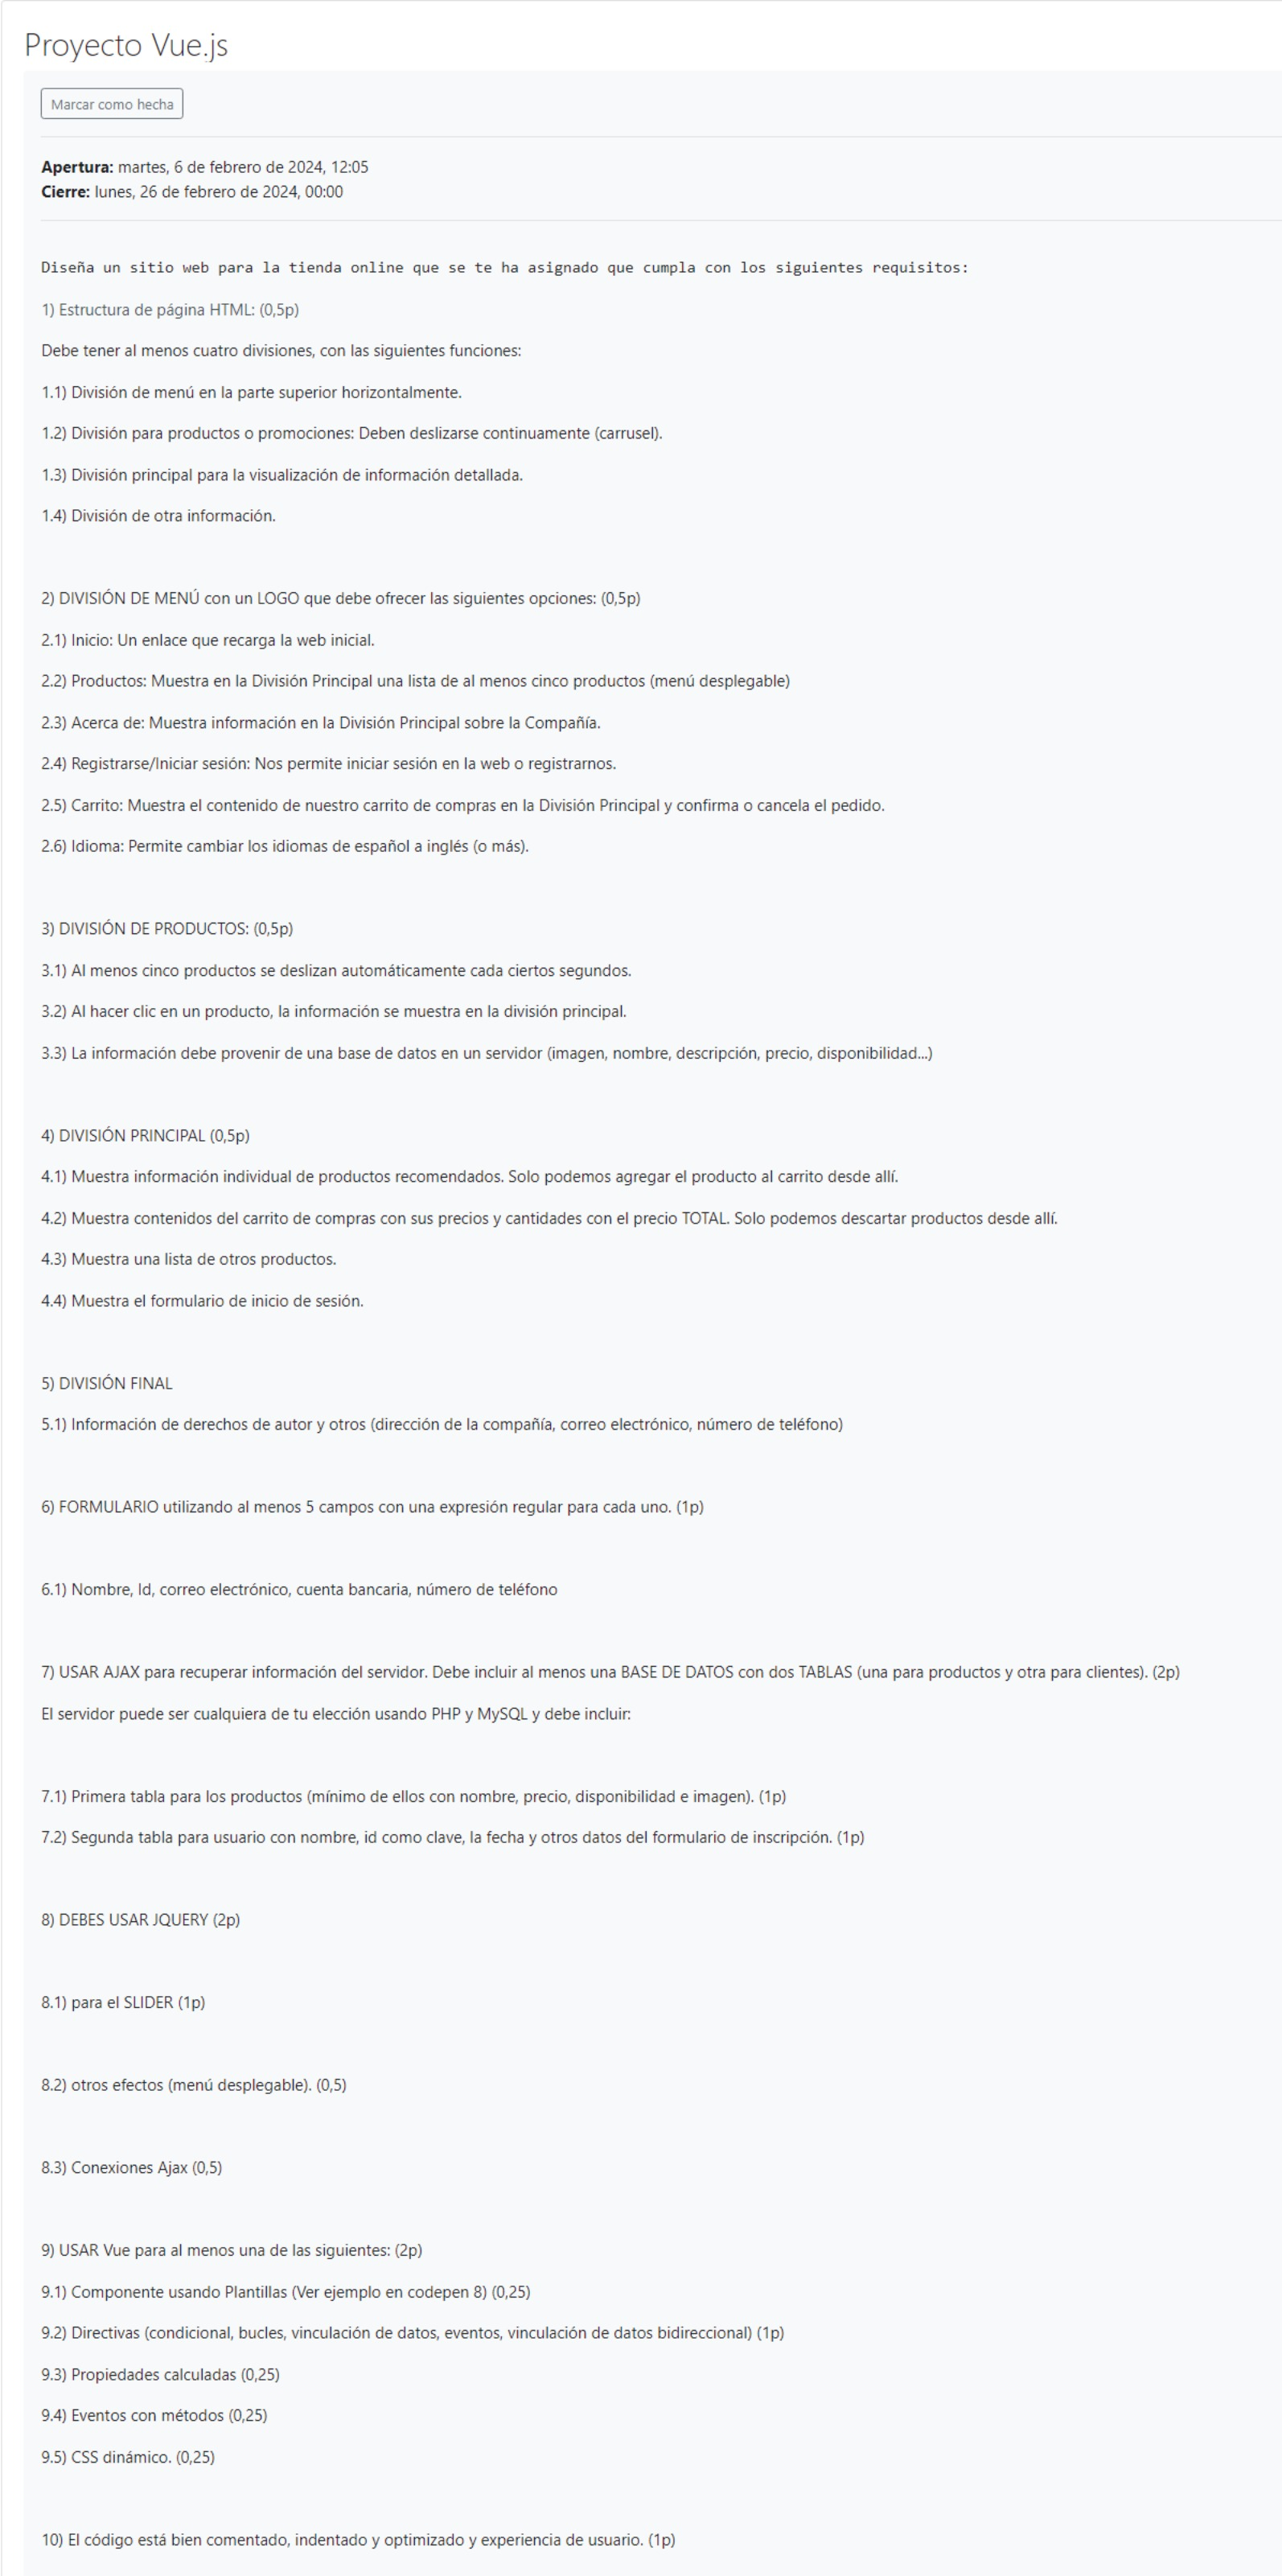 Proyecto Vue.js
Marcar como hecha
Apertura: martes, 6 de febrero de 2024, 12:05
Cierre: lunes, 26 de febrero de 2024, 00:00
Diseña un sitio web para la tienda online que se te ha asignado que cumpla con los siguientes requisitos:
1) Estructura de página HTML: (0,5p)
Debe tener al menos cuatro divisiones, con las siguientes funciones:
1.1) División de menú en la parte superior horizontalmente.
1.2) División para productos o promociones: Deben deslizarse continuamente (carrusel).
1.3) División principal para la visualización de información detallada.
1.4) División de otra información.
2) DIVISIÓN DE MENÚ con un LOGO que debe ofrecer las siguientes opciones: (0,5p)
2.1) Inicio: Un enlace que recarga la web inicial.
2.2) Productos: Muestra en la División Principal una lista de al menos cinco productos (menú desplegable)
2.3) Acerca de: Muestra información en la División Principal sobre la Compañía.
2.4) Registrarse/Iniciar sesión: Nos permite iniciar sesión en la web o registrarnos.
2.5) Carrito: Muestra el contenido de nuestro carrito de compras en la División Principal y confirma o cancela el pedido.
2.6) Idioma: Permite cambiar los idiomas de español a inglés (o más).
3) DIVISIÓN DE PRODUCTOS: (0,5p)
3.1) Al menos cinco productos se deslizan automáticamente cada ciertos segundos.
3.2) Al hacer clic en un producto, la información se muestra en la división principal.
3.3) La información debe provenir de una base de datos en un servidor (imagen, nombre, descripción, precio, disponibilidad...)
4) DIVISIÓN PRINCIPAL (0,5p)
4.1) Muestra información individual de productos recomendados. Solo podemos agregar el producto al carrito desde allí.
4.2) Muestra contenidos del carrito de compras con sus precios y cantidades con el precio TOTAL. Solo podemos descartar productos desde allí.
4.3) Muestra una lista de otros productos.
4.4) Muestra el formulario de inicio de sesión.
5) DIVISIÓN FINAL
5.1) Información de derechos de autor y otros (dirección de la compañía, correo electrónico, número de teléfono)
6) FORMULARIO utilizando al menos 5 campos con una expresión regular para cada uno. (1p)
6.1) Nombre, Id, correo electrónico, cuenta bancaria, número de teléfono
7) USAR AJAX para recuperar información del servidor. Debe incluir al menos una BASE DE DATOS con dos TABLAS (una para productos y otra para clientes). (2p)
El servidor puede ser cualquiera de tu elección usando PHP y MySQL y debe incluir:
7.1) Primera tabla para los productos (mínimo de ellos con nombre, precio, disponibilidad e imagen). (1p)
7.2) Segunda tabla para usuario con nombre, id como clave, la fecha y otros datos del formulario de inscripción. (1p)
8) DEBES USAR JQUERY (2p)
8.1) para el SLIDER (1p)
8.2) otros efectos (menú desplegable). (0,5)
8.3) Conexiones Ajax (0,5)
9) USAR Vue para al menos una de las siguientes: (2p)
9.1) Componente usando Plantillas (Ver ejemplo en codepen 8) (0,25)
9.2) Directivas (condicional, bucles, vinculación de datos, eventos, vinculación de datos bidireccional) (1p)
9.3) Propiedades calculadas (0,25)
9.4) Eventos con métodos (0,25)
9.5) CSS dinámico. (0,25)
10) El código está bien comentado, indentado y optimizado y experiencia de usuario. (1p)